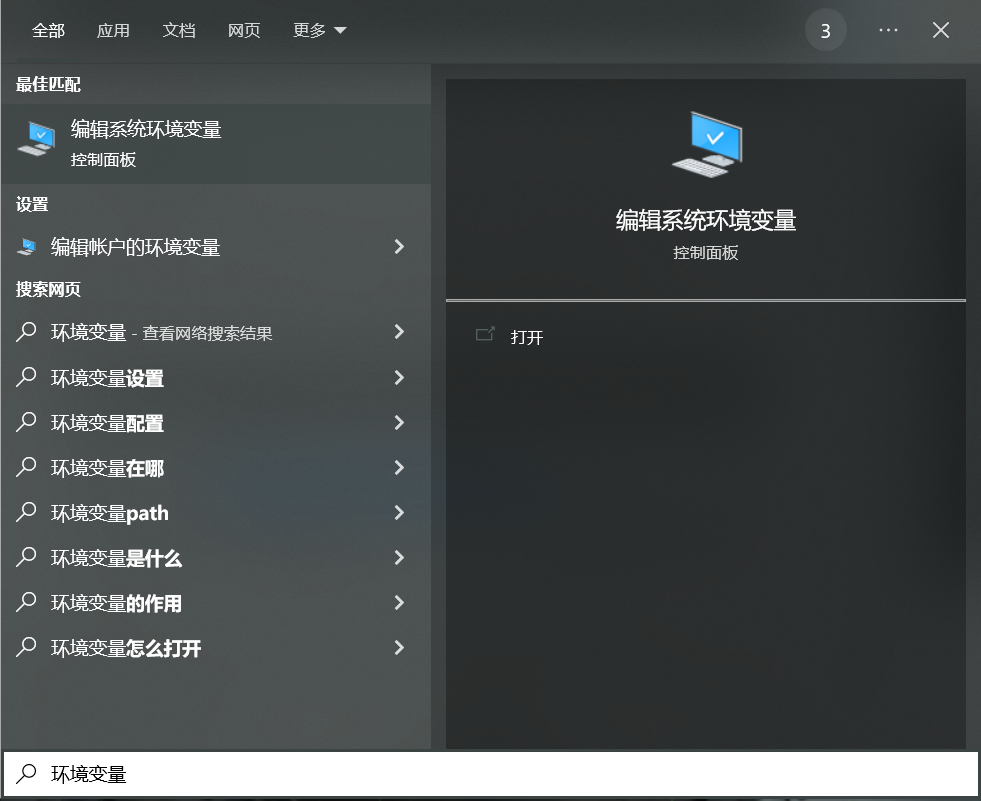 全部 应用 文档 网页 更多 3 ···
最佳匹配
编辑系统环境变量
控制面板
设置
编辑帐户的环境变量
搜索网页
环境变量 - 查看网络搜索结果
环境变量设置
环境变量配置
环境变量在哪
环境变量path
环境变量是什么
环境变量的作用
环境变量怎么打开
编辑系统环境变量
控制面板
打开
环境变量